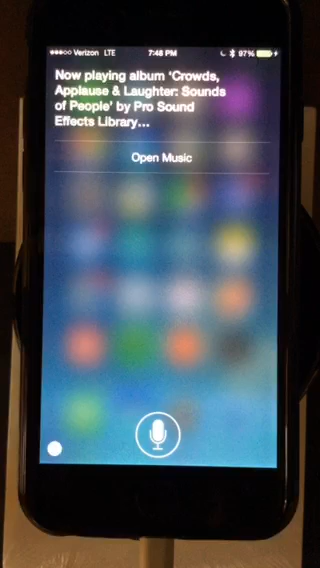 Verizon LTE 7:48 PM 97%
Now playing album ‘Crowds,
Applause & Laughter: Sounds
of People’ by Pro Sound
Effects Library...
Open Music